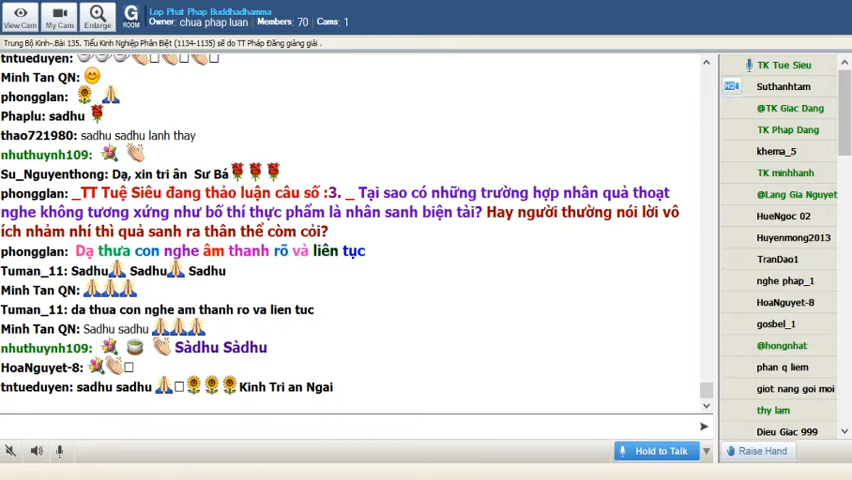 Lop Phat Phap Buddhadhamma
Owner: chua phap luan Members: 70 Cams: 1
View Cam
My Cam
Enlarge
G
ROOM
Trung Bộ Kinh-.Bài 135. Tiểu Kinh Nghiệp Phân Biệt (1134-1135) sẽ do TT Pháp Đăng giảng giải .
tntueduyen:
Minh Tan QN:
phongglan:
Phaplu: sadhu
thao721980: sadhu sadhu lanh thay
nhuthuynh109:
Su_Nguyenthong: Dạ, xin tri ân Sư Bá
phongglan: _TT Tuệ Siêu đang thảo luận câu số :3. _ Tại sao có những trường hợp nhân quả thoạt
nghe không tương xứng như bố thí thực phẩm là nhân sanh biện tài? Hay người thường nói lời vô
ích nhảm nhí thì quả sanh ra thân thể còm còi?
phongglan: Dạ thưa con nghe âm thanh rõ và liên tục
Tuman_11: Sadhu Sadhu Sadhu
Minh Tan QN:
Tuman_11: da thua con nghe am thanh ro va lien tuc
Minh Tan QN: Sadhu sadhu
nhuthuynh109: Sàdhu Sàdhu
HoaNguyet-8:
tntueduyen: sadhu sadhu Kinh Tri an Ngai
TK Tue Sieu
Suthanhtam
@TK Giac Dang
TK Phap Dang
khema_5
TK minhhanh
@Lang Gia Nguyet
HueNgoc 02
Huyenmong2013
TranDao1
nghe phap_1
HoaNguyet-8
gosbel_1
@hongnhat
phan q liem
giot nang goi moi
thy lam
Dieu Giac 999
Hold to Talk
Raise Hand